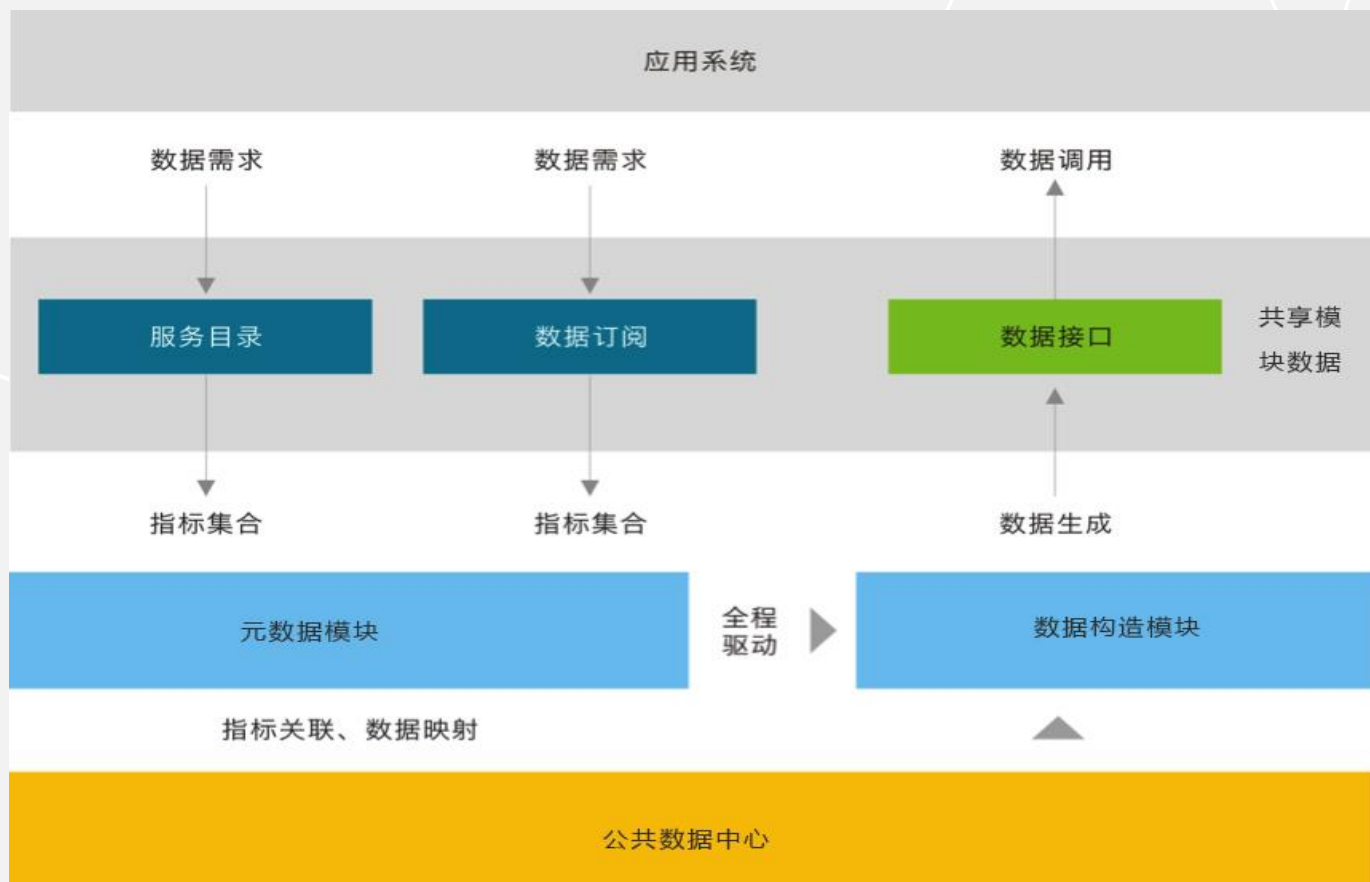 应用系统
数据需求
数据需求
数据调用
服务目录
数据订阅
数据接口
共享模
块数据
指标集合
指标集合
数据生成
元数据模块
全程
驱动
数据构造模块
指标关联、数据映射
公共数据中心